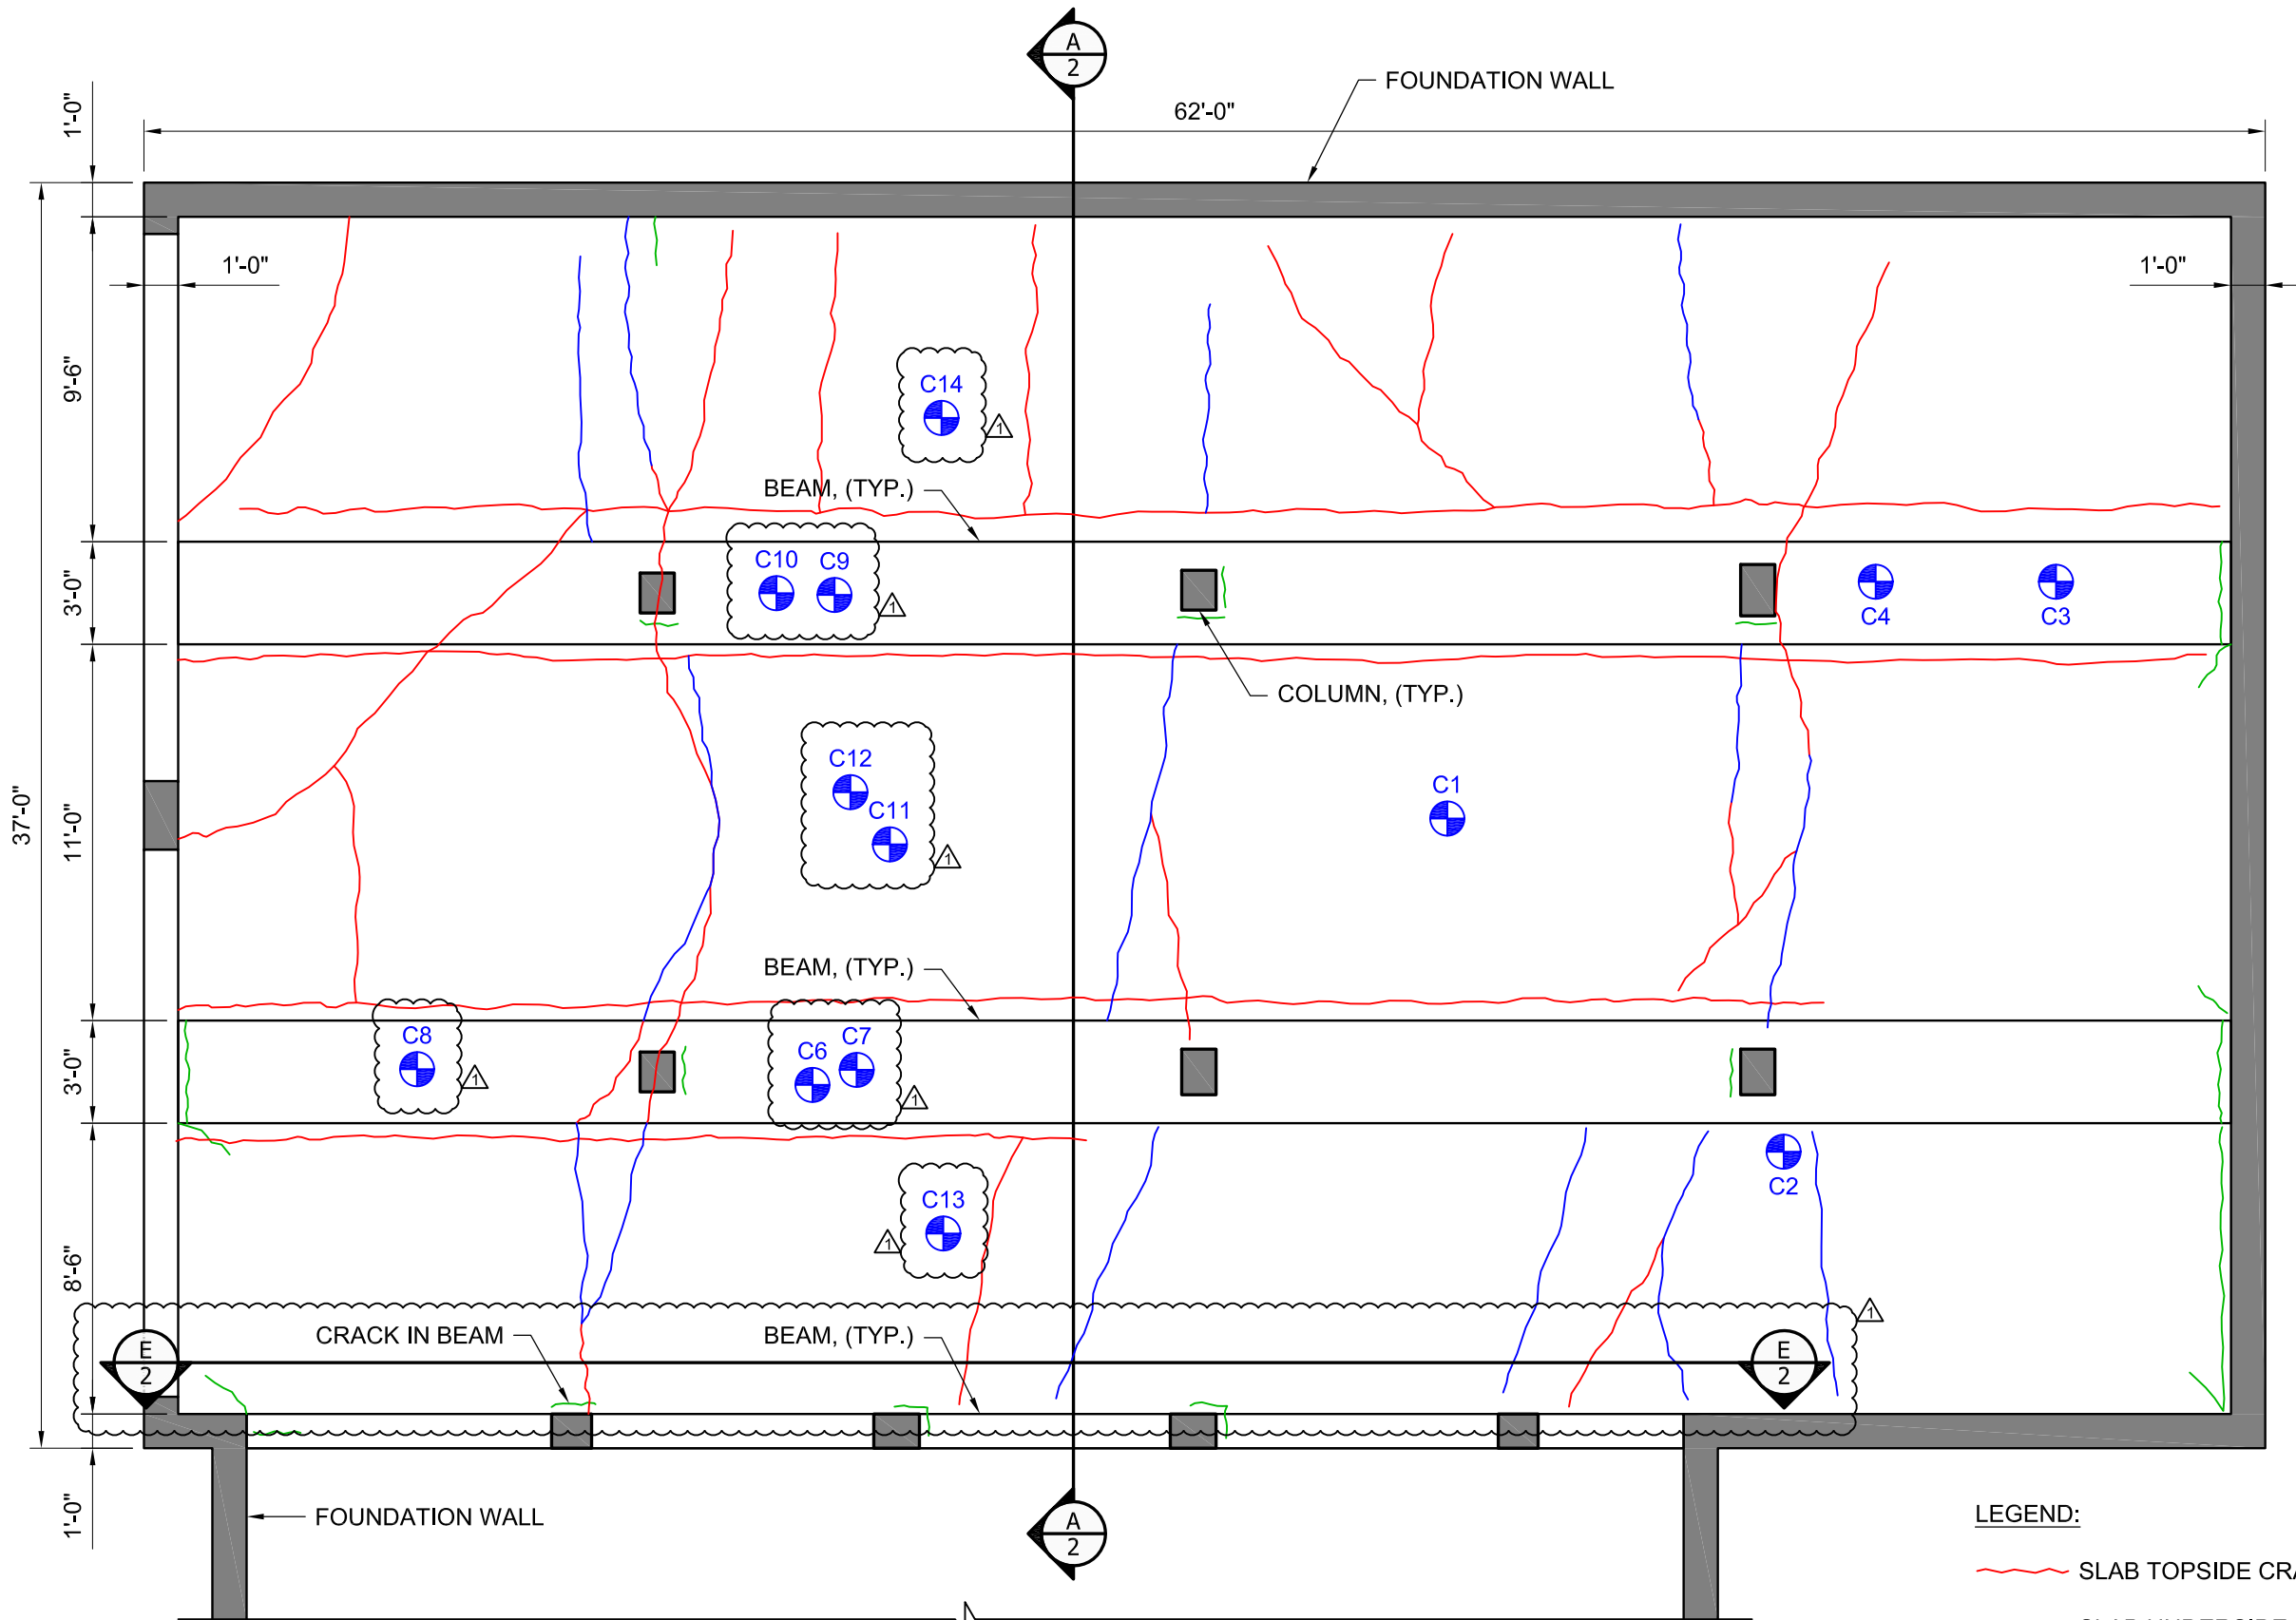 A
2
FOUNDATION WALL
62'-0"
1'-0"
1'-0"
1'-0"
9'-6"
C14
1
BEAM, (TYP.)
C10 C9
1
C4
C3
3'-0"
COLUMN, (TYP.)
C12
C11
1
C1
37'-0"
11'-0"
BEAM, (TYP.)
C8
1
C6
C7
1
3'-0"
C2
C13
1
8'-6"
1
CRACK IN BEAM
BEAM, (TYP.)
E
2
E
2
1'-0"
FOUNDATION WALL
A
2
LEGEND:
SLAB TOPSIDE CRA